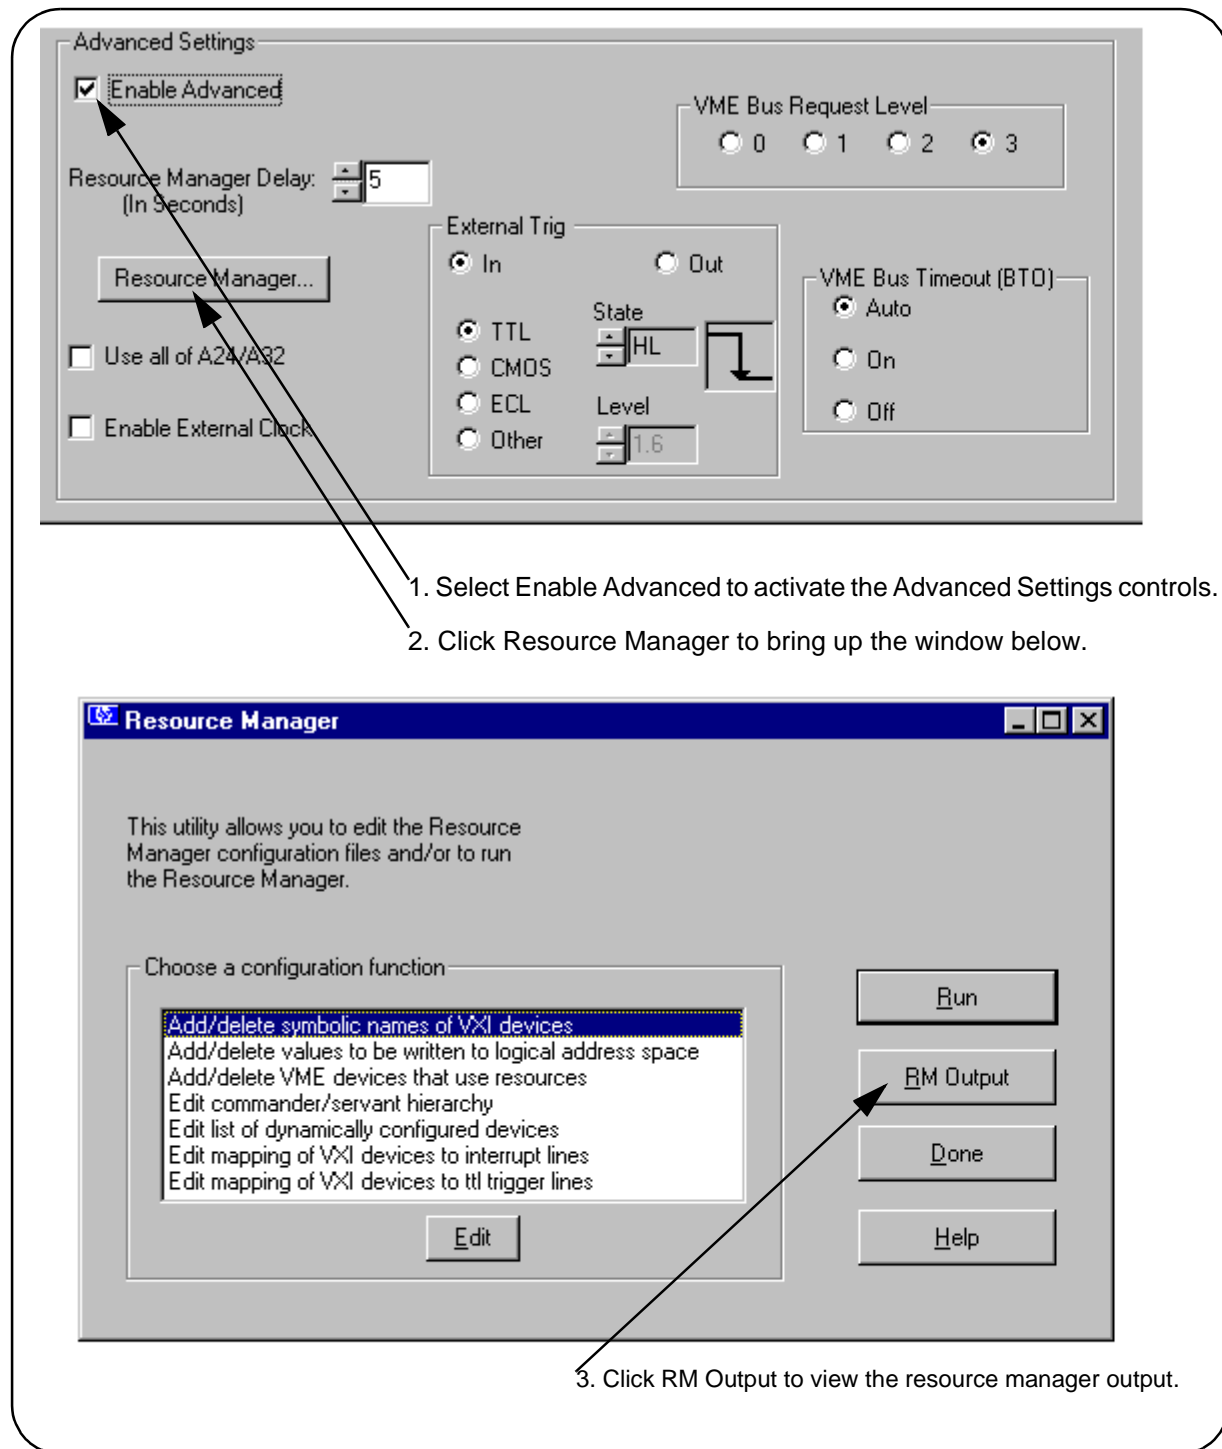 Advanced Settings
Enable Advanced
VME Bus Request Level
0 1 2 3
Resource Manager Delay:
(In Seconds)
5
External Trig
In Out
Resource Manager...
VME Bus Timeout (BTO)
Auto
State
TTL
HL
Use all of A24/A32
CMOS
On
ECL
Level
Off
Enable External Clock
Other
1.6
1. Select Enable Advanced to activate the Advanced Settings controls.
2. Click Resource Manager to bring up the window below.
Resource Manager
This utility allows you to edit the Resource
Manager configuration files and/or to run
the Resource Manager.
Choose a configuration function
Add/delete symbolic names of VXI devices
Add/delete values to be written to logical address space
Add/delete VME devices that use resources
Edit commander/servant hierarchy
Edit list of dynamically configured devices
Edit mapping of VXI devices to interrupt lines
Edit mapping of VXI devices to ttl trigger lines
Edit
Run
RM Output
Done
Help
3. Click RM Output to view the resource manager output.